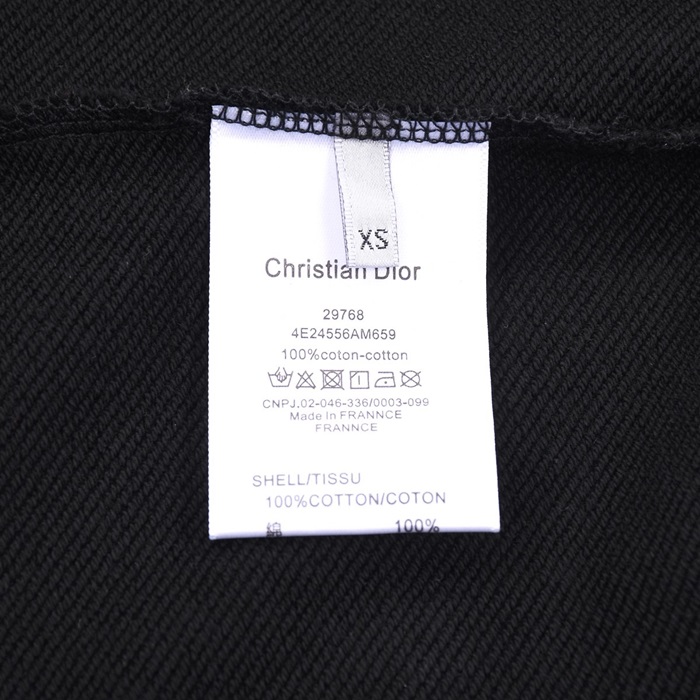 XS
Christian Dior
29768
4E24556AM659
100%coton-cotton
CNPJ.02-046-336/0003-099
Made In FRANNCE
FRANNCE
SHELL/TISSU
100%COTTON/COTON
綿 100%